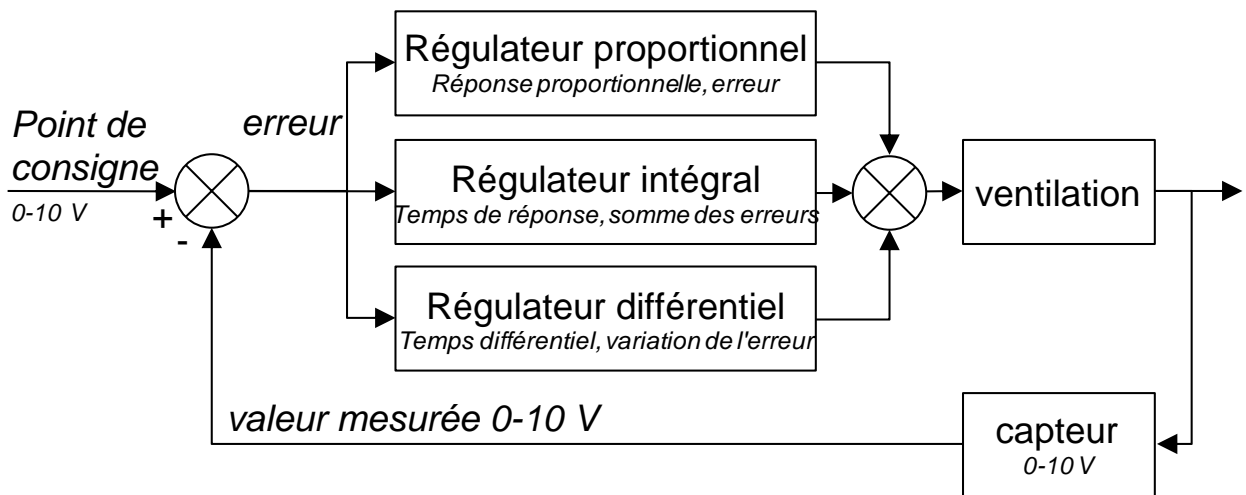 Régulateur proportionnel
Réponse proportionnelle, erreur
Point de
consigne
0-10 V
+
-
erreur
Régulateur intégral
Temps de réponse, somme des erreurs
ventilation
Régulateur différentiel
Temps différentiel, variation de l'erreur
valeur mesurée 0-10 V
capteur
0-10 V